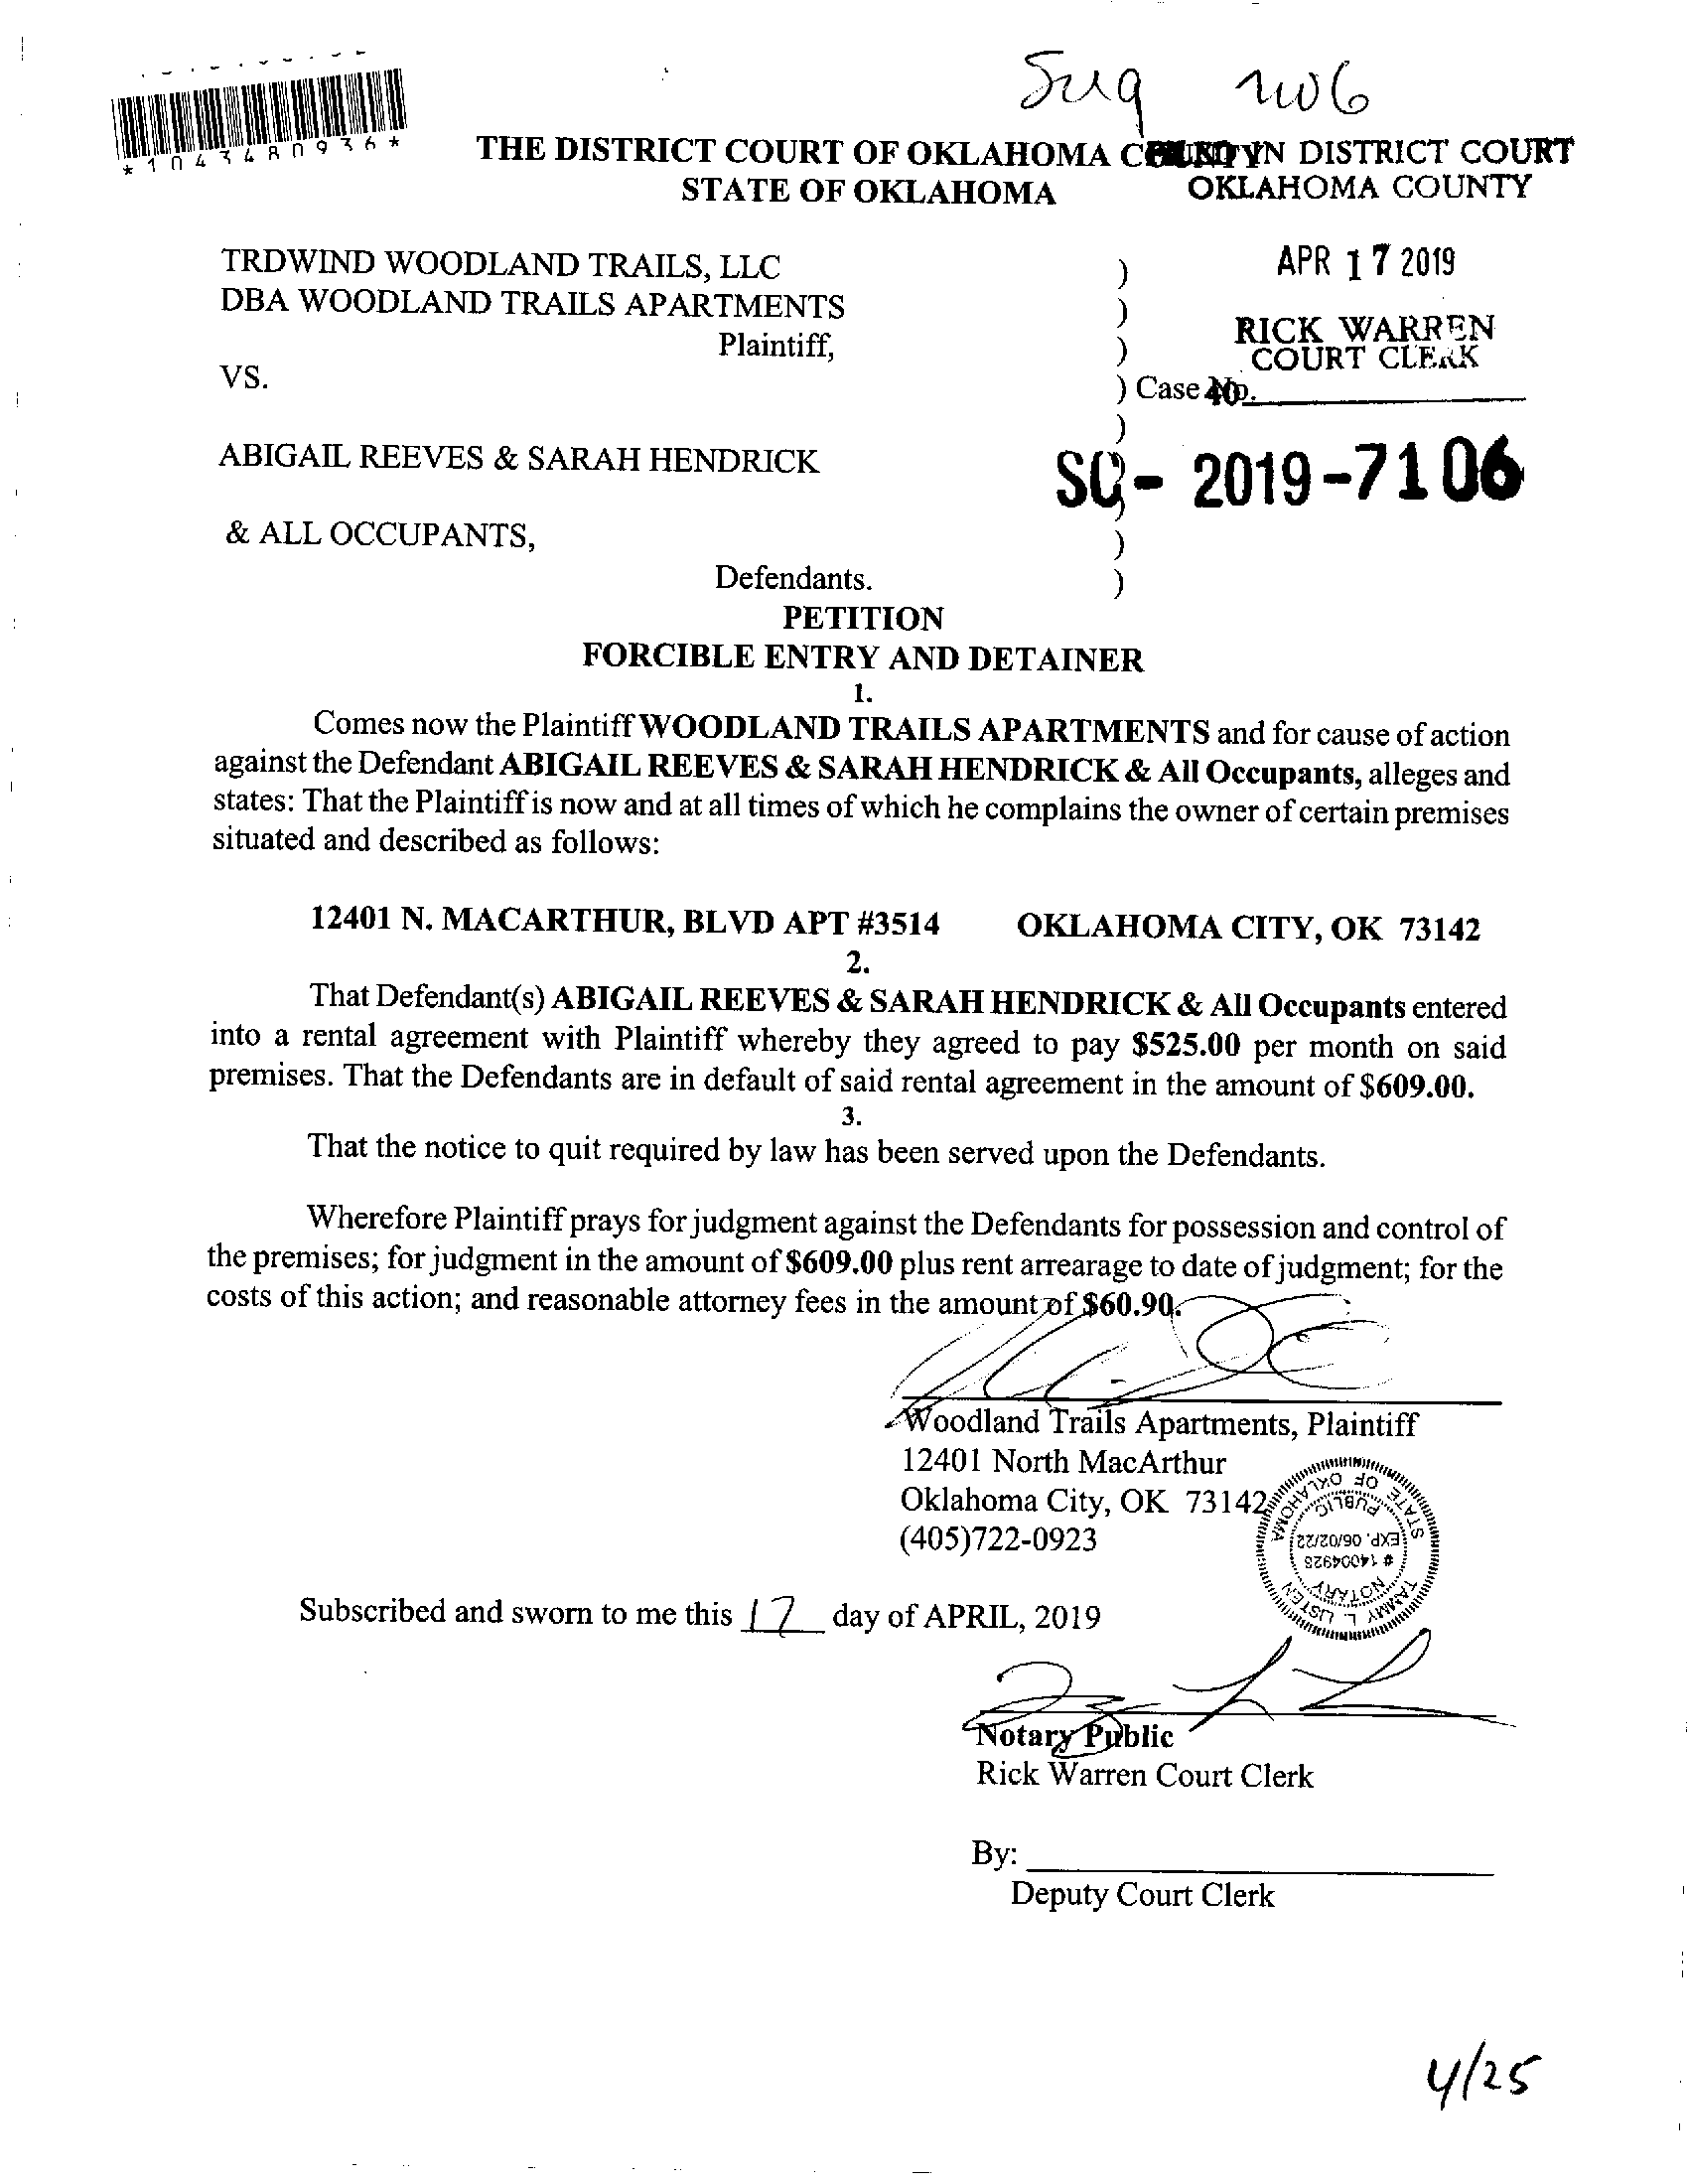 *1043480936*
THE DISTRICT COURT OF OKLAHOMA COUNTY
STATE OF OKLAHOMA
DISTRICT COURT
OKLAHOMA COUNTY
APR 17 2019
RICK WARREN
COURT CLERK
40
TRDWIND WOODLAND TRAILS, LLC )
DBA WOODLAND TRAILS APARTMENTS )
Plaintiff, )
VS. ) Case No.
)
ABIGAIL REEVES & SARAH HENDRICK )
SC- 2019-7106
& ALL OCCUPANTS, )
Defendants. )
PETITION
FORCIBLE ENTRY AND DETAINER
1.
Comes now the Plaintiff WOODLAND TRAILS APARTMENTS and for cause of action
against the Defendant ABIGAIL REEVES & SARAH HENDRICK & All Occupants, alleges and
states: That the Plaintiff is now and at all times of which he complains the owner of certain premises
situated and described as follows:
12401 N. MACARTHUR, BLVD APT #3514 OKLAHOMA CITY, OK 73142
2.
That Defendant(s) ABIGAIL REEVES & SARAH HENDRICK & All Occupants entered
into a rental agreement with Plaintiff whereby they agreed to pay $525.00 per month on said
premises. That the Defendants are in default of said rental agreement in the amount of $609.00.
3.
That the notice to quit required by law has been served upon the Defendants.
Wherefore Plaintiff prays for judgment against the Defendants for possession and control of
the premises; for judgment in the amount of $609.00 plus rent arrearage to date of judgment; for the
costs of this action; and reasonable attorney fees in the amount of $60.90.
Woodland Trails Apartments, Plaintiff
12401 North MacArthur
Oklahoma City, OK 73142
(405)722-0923
TAMMY L. LISTEN
NOTARY
# 14004928
EXP. 06/02/22
PUBLIC
STATE OF OKLAHOMA
Subscribed and sworn to me this 17 day of APRIL, 2019
Notary Public
Rick Warren Court Clerk
By:
Deputy Court Clerk
4/25